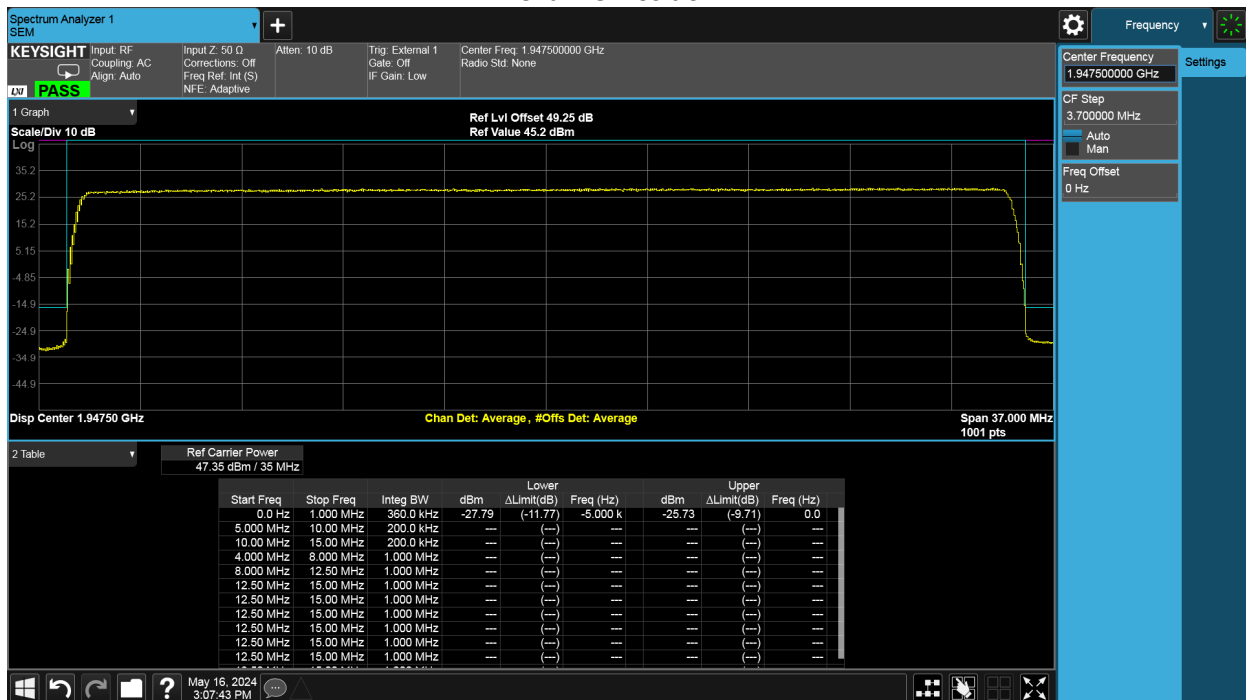 Spectrum Analyzer 1
SEM
Frequency
KEYSIGHT
Input: RF
Coupling: AC
Align: Auto
LXI
PASS
Input Z: 50 Ω
Corrections: Off
Freq Ref: Int (S)
NFE: Adaptive
Atten: 10 dB
Trig: External 1
Gate: Off
IF Gain: Low
Center Freq: 1.947500000 GHz
Radio Std: None
Center Frequency
1.947500000 GHz
Settings
CF Step
3.700000 MHz
Auto
Man
Freq Offset
0 Hz
1 Graph
Scale/Div 10 dB
Ref Lvl Offset 49.25 dB
Ref Value 45.2 dBm
Log
35.2
25.2
15.2
5.15
-4.85
-14.9
-24.9
-34.9
-44.9
Disp Center 1.94750 GHz
Chan Det: Average, #Offs Det: Average
Span 37.000 MHz
1001 pts
2 Table
Ref Carrier Power
47.35 dBm / 35 MHz
Lower Upper
Start Freq Stop Freq Integ BW dBm ΔLimit(dB) Freq (Hz) dBm ΔLimit(dB) Freq (Hz)
0.0 Hz 1.000 MHz 360.0 kHz -27.79 (-11.77) -5.000 k -25.73 (-9.71) 0.0
5.000 MHz 10.00 MHz 200.0 kHz --- (---) --- --- (---) ---
10.00 MHz 15.00 MHz 200.0 kHz --- (---) --- --- (---) ---
4.000 MHz 8.000 MHz 1.000 MHz --- (---) --- --- (---) ---
8.000 MHz 12.50 MHz 1.000 MHz --- (---) --- --- (---) ---
12.50 MHz 15.00 MHz 1.000 MHz --- (---) --- --- (---) ---
12.50 MHz 15.00 MHz 1.000 MHz --- (---) --- --- (---) ---
12.50 MHz 15.00 MHz 1.000 MHz --- (---) --- --- (---) ---
12.50 MHz 15.00 MHz 1.000 MHz --- (---) --- --- (---) ---
12.50 MHz 15.00 MHz 1.000 MHz --- (---) --- --- (---) ---
12.50 MHz 15.00 MHz 1.000 MHz --- (---) --- --- (---) ---
May 16, 2024
3:07:43 PM